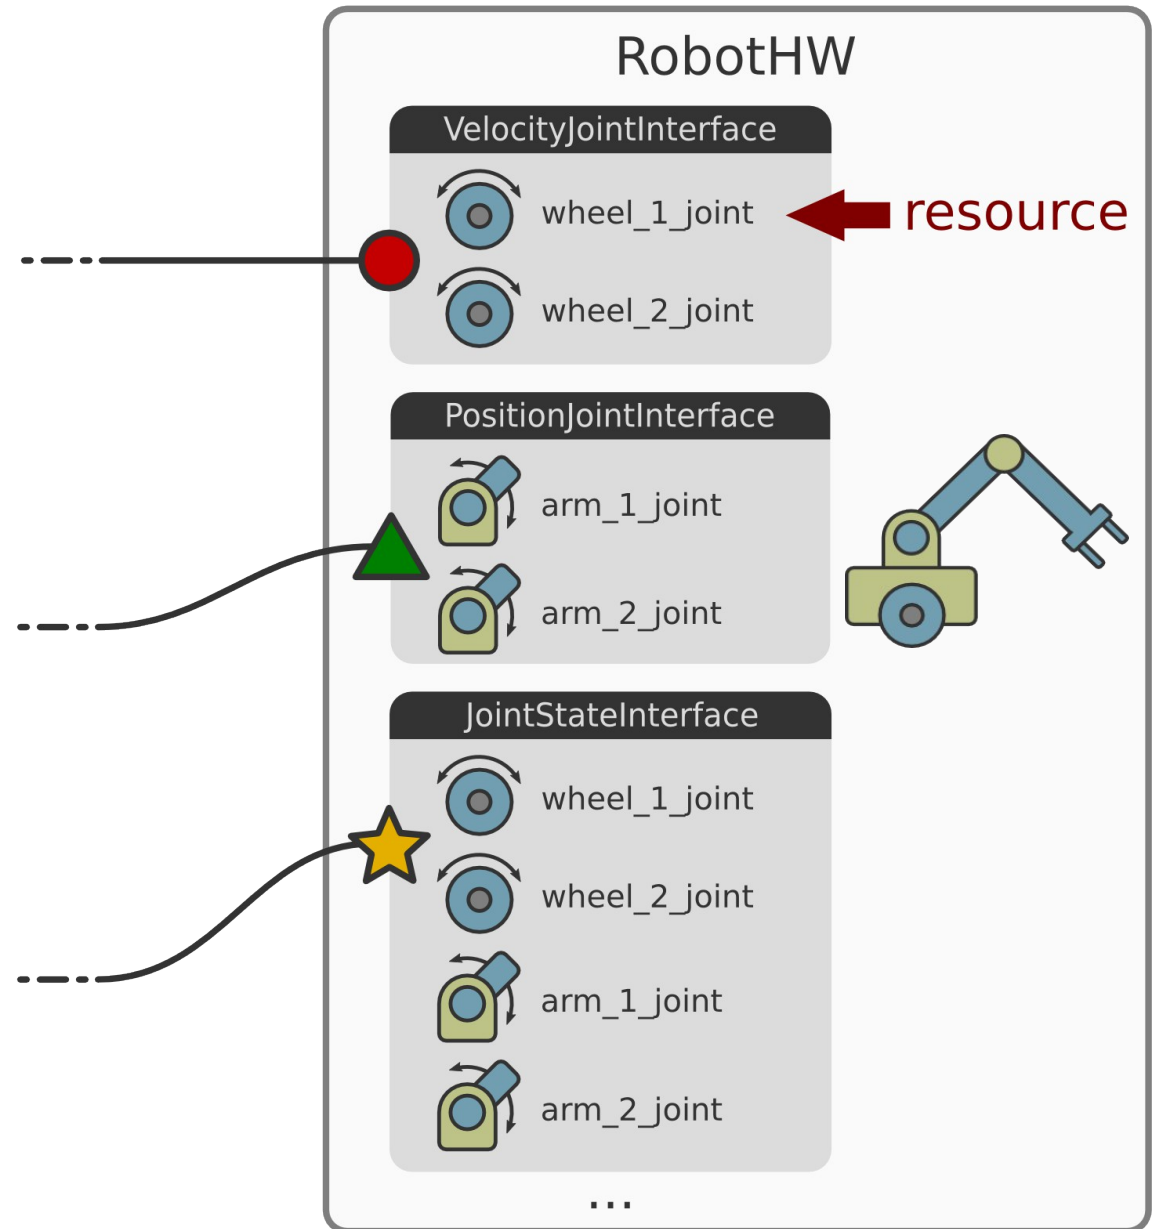 RobotHW
VelocityJointInterface
wheel_1_joint
resource
wheel_2_joint
PositionJointInterface
arm_1_joint
arm_2_joint
JointStateInterface
wheel_1_joint
wheel_2_joint
arm_1_joint
arm_2_joint
...